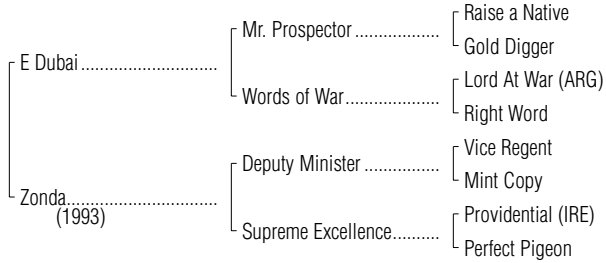 Raise a Native
Mr. Prospector ..................
Gold Digger
E Dubai .............................
Lord At War (ARG)
Words of War....................
Right Word
Vice Regent
Deputy Minister ................
Mint Copy
Zonda................................
(1993)
Providential (IRE)
Supreme Excellence..........
Perfect Pigeon